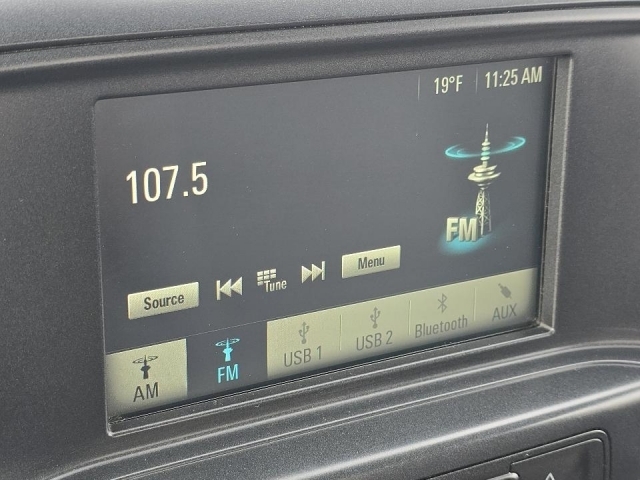 19°F 11:25 AM
107.5
FM
Source Tune Menu
AM FM USB 1 USB 2 Bluetooth AUX